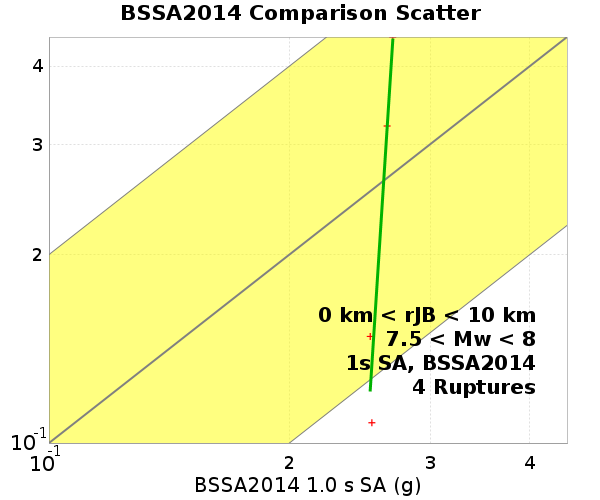 BSSA2014 Comparison Scatter
4
3
2
10-1
10-1
2
3
4
0 km < rJB < 10 km
7.5 < Mw < 8
1s SA, BSSA2014
4 Ruptures
BSSA2014 1.0 s SA (g)